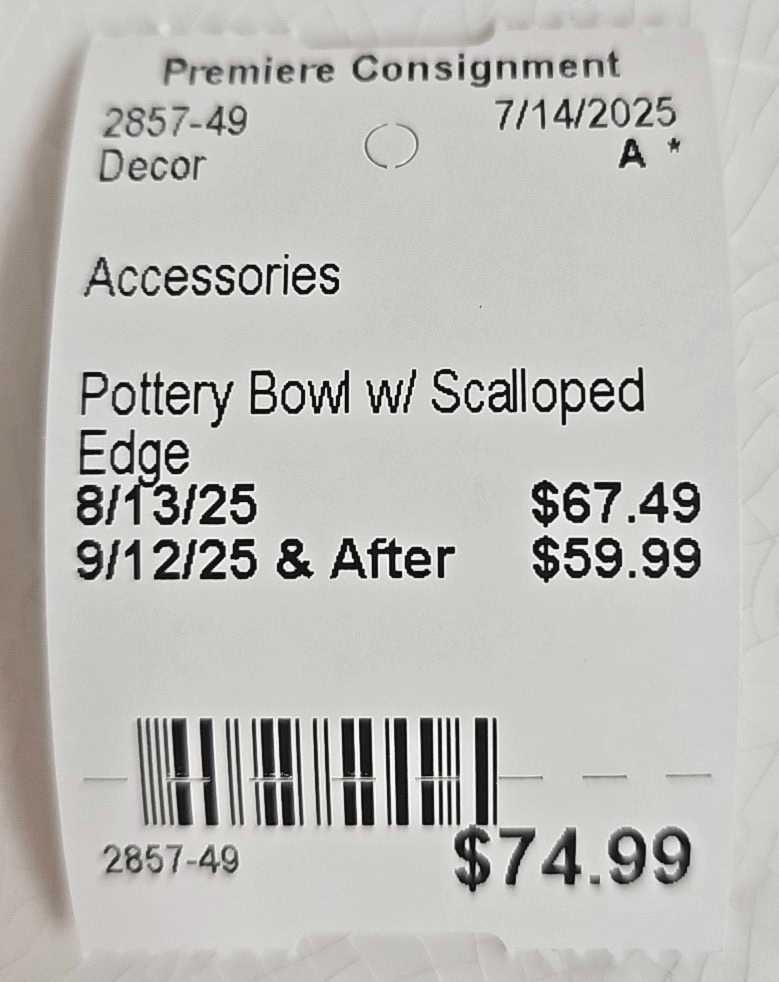 Premiere Consignment
2857-49 7/14/2025
Decor A *
Accessories
Pottery Bowl w/ Scalloped
Edge
8/13/25 $67.49
9/12/25 & After $59.99
2857-49 $74.99